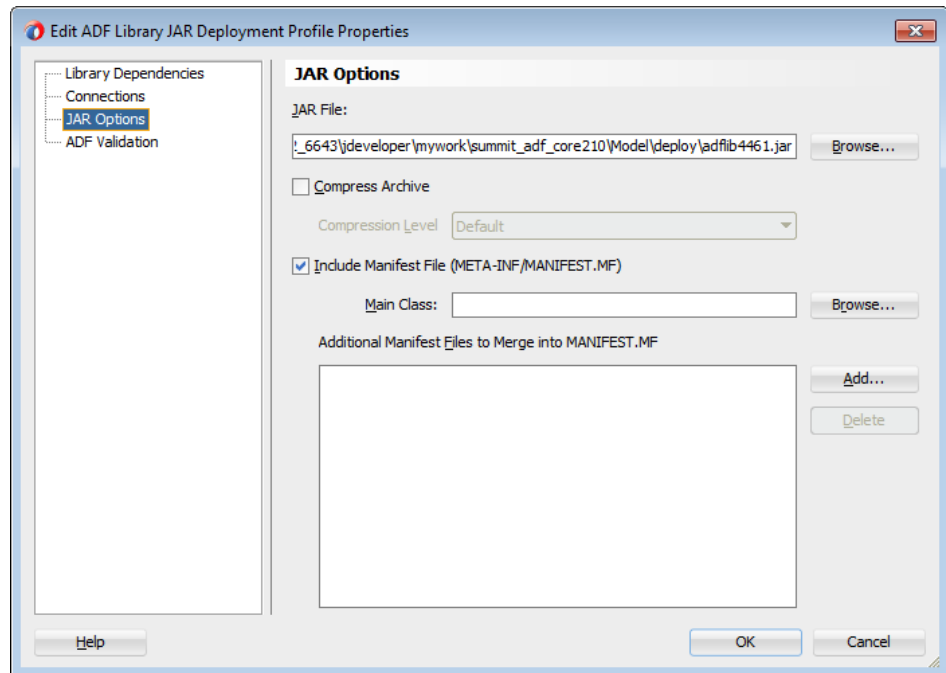 Edit ADF Library JAR Deployment Profile Properties
Library Dependencies
Connections
JAR Options
ADF Validation
JAR Options
JAR File:
!_6643\jdeveloper\mywork\summit_adf_core210\Model\deploy\adflib4461.jar
Browse...
Compress Archive
Compression Level
Default
Include Manifest File (META-INF/MANIFEST.MF)
Main Class:
Browse...
Additional Manifest Files to Merge into MANIFEST.MF
Add...
Delete
Help
OK
Cancel